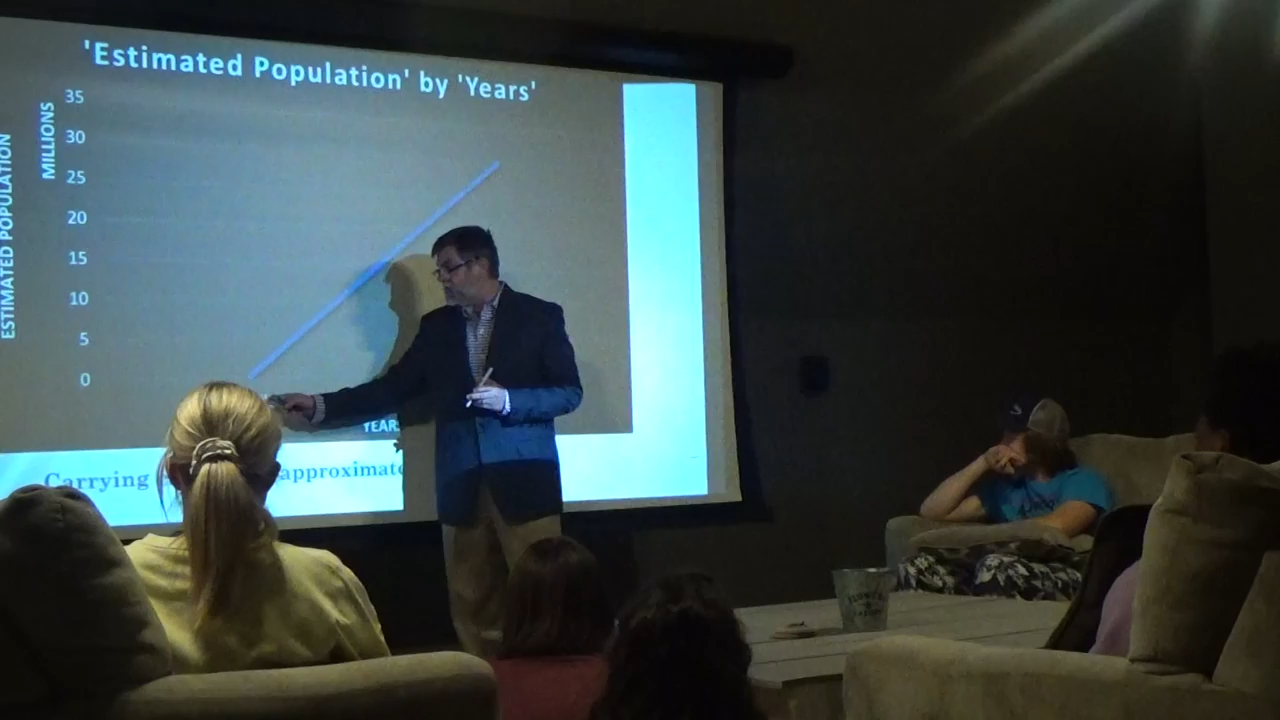 'Estimated Population' by 'Years'
ESTIMATED POPULATION
MILLIONS
35
30
25
20
15
10
5
0
YEARS
Carrying approximate